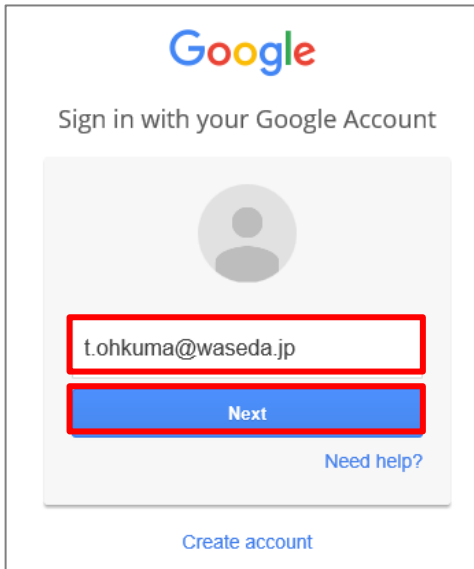 Google
Sign in with your Google Account
t.ohkuma@waseda.jp
Next
Need help?
Create account